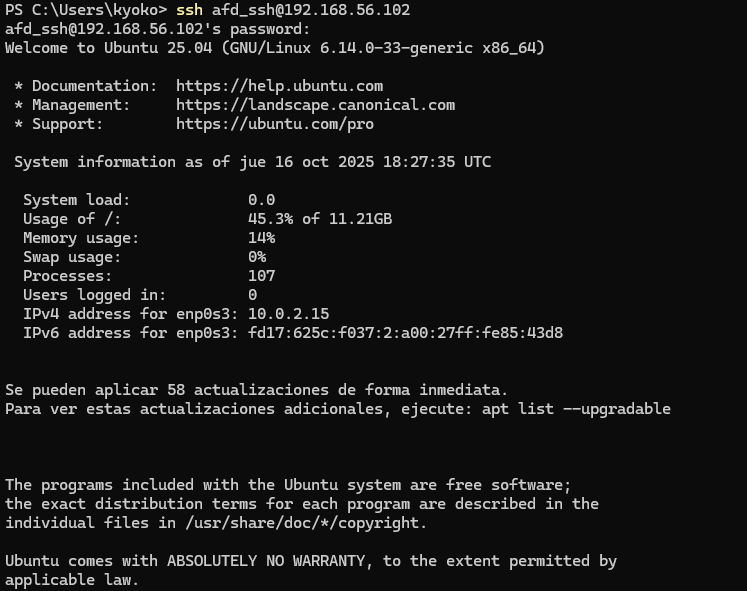 PS C:\Users\kyoko> ssh afd_ssh@192.168.56.102
afd_ssh@192.168.56.102's password:
Welcome to Ubuntu 25.04 (GNU/Linux 6.14.0-33-generic x86_64)
* Documentation:  https://help.ubuntu.com
* Management:     https://landscape.canonical.com
* Support:        https://ubuntu.com/pro
System information as of jue 16 oct 2025 18:27:35 UTC
System load:             0.0
Usage of /:              45.3% of 11.21GB
Memory usage:            14%
Swap usage:              0%
Processes:               107
Users logged in:         0
IPv4 address for enp0s3: 10.0.2.15
IPv6 address for enp0s3: fd17:625c:f037:2:a00:27ff:fe85:43d8
Se pueden aplicar 58 actualizaciones de forma inmediata.
Para ver estas actualizaciones adicionales, ejecute: apt list --upgradable
The programs included with the Ubuntu system are free software;
the exact distribution terms for each program are described in the
individual files in /usr/share/doc/*/copyright.
Ubuntu comes with ABSOLUTELY NO WARRANTY, to the extent permitted by
applicable law.